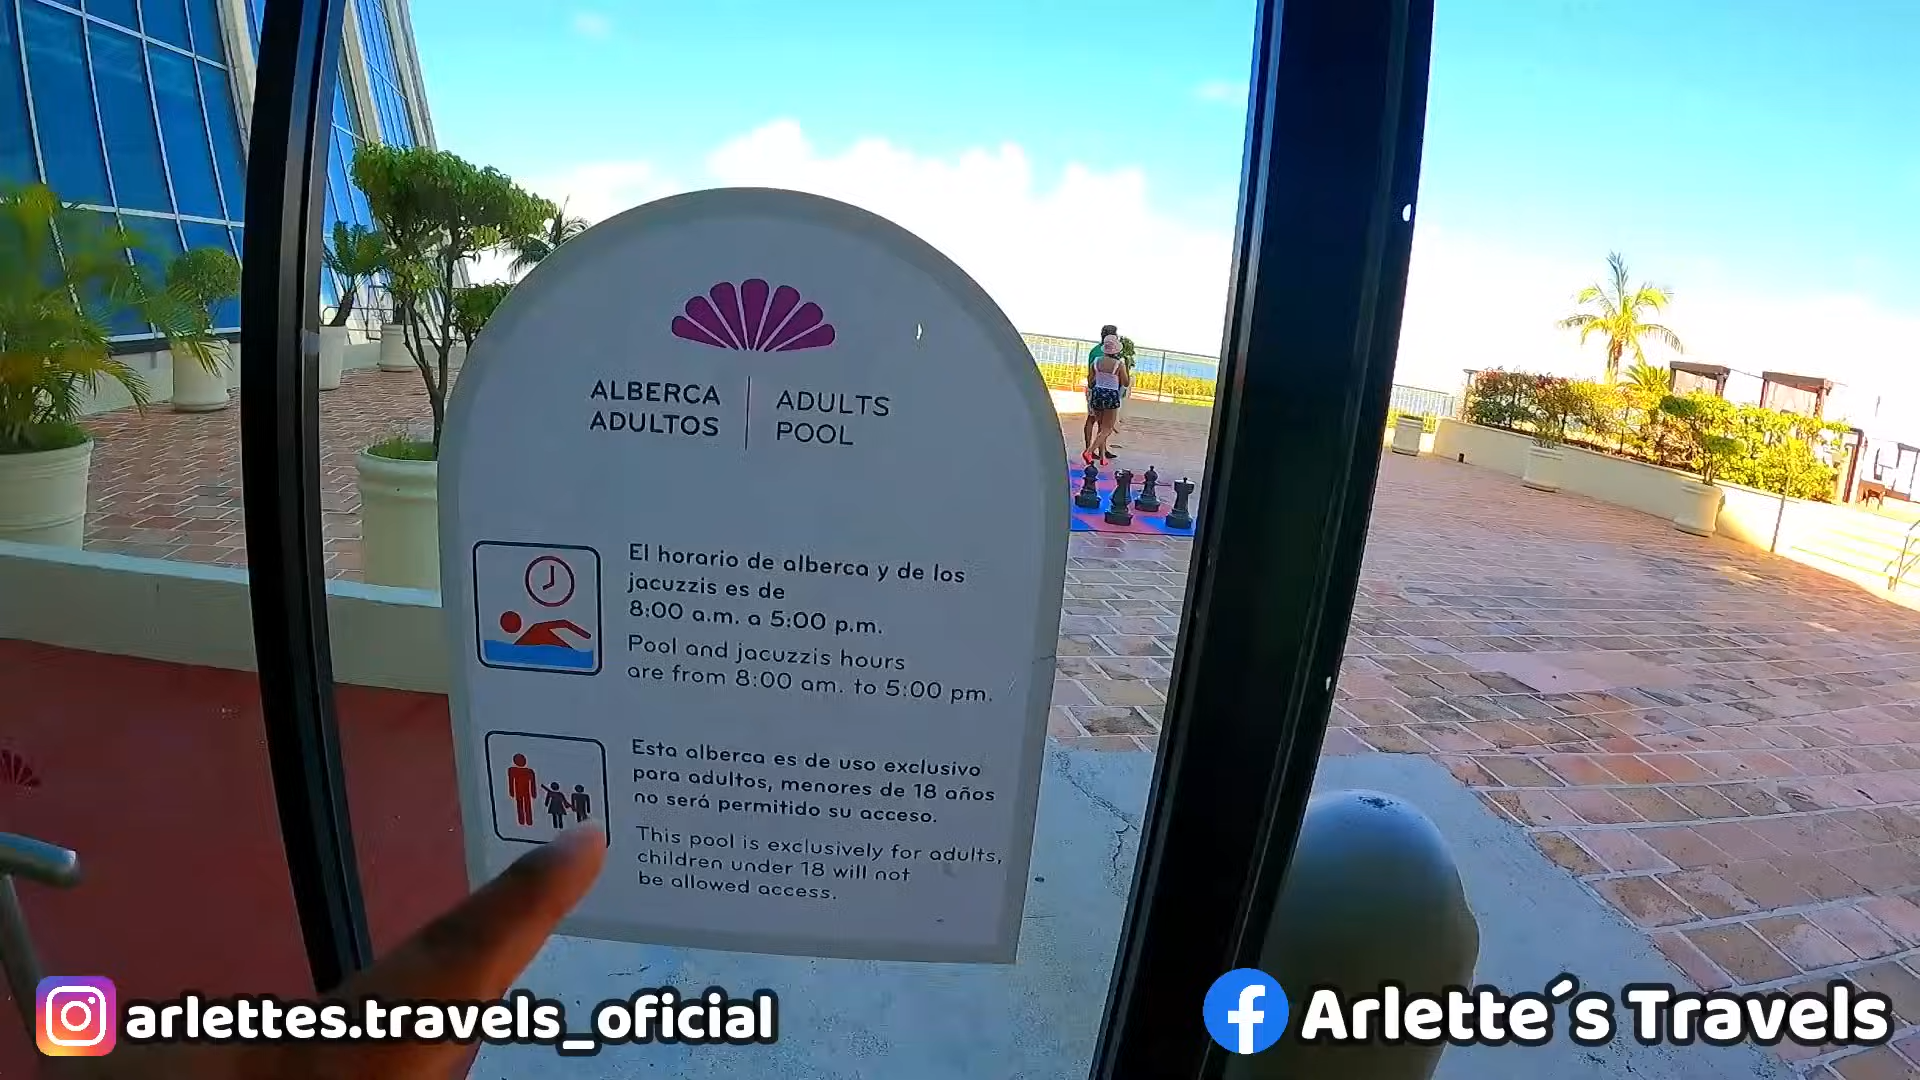 ALBERCA
ADULTOS
ADULTS
POOL
El horario de alberca y de los
jacuzzis es de
8:00 a.m. a 5:00 p.m.
Pool and jacuzzis hours
are from 8:00 am. to 5:00 pm.
Esta alberca es de uso exclusivo
para adultos, menores de 18 años
no será permitido su acceso.
This pool is exclusively for adults,
children under 18 will not
be allowed access.
arlettes.travels_oficial
Arlette´s Travels